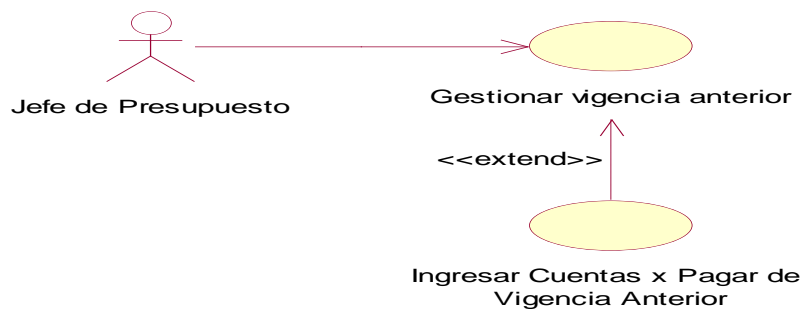 Jefe de Presupuesto
Gestionar vigencia anterior
<<extend>>
Ingresar Cuentas x Pagar de
Vigencia Anterior